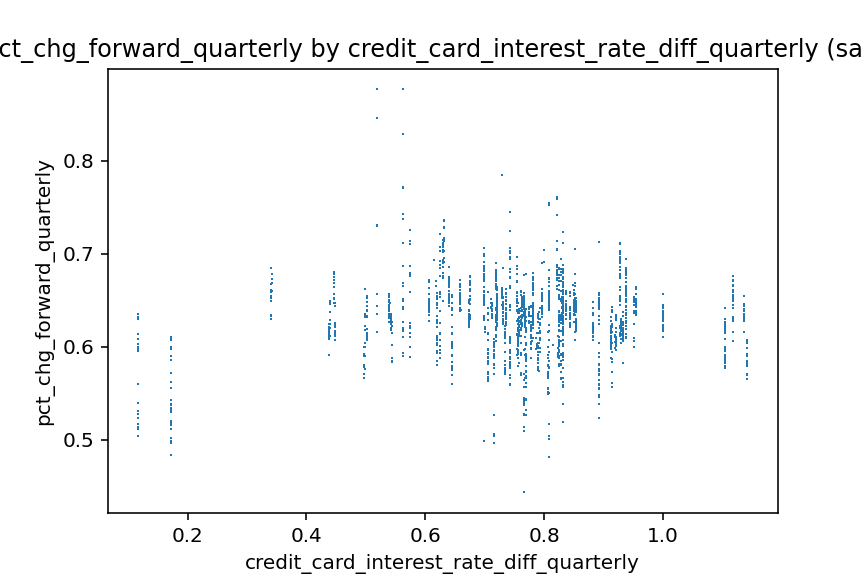 ct_chg_forward_quarterly by credit_card_interest_rate_diff_quarterly (sa
0.8
0.7
0.6
0.5
pct_chg_forward_quarterly
0.2 0.4 0.6 0.8 1.0
credit_card_interest_rate_diff_quarterly